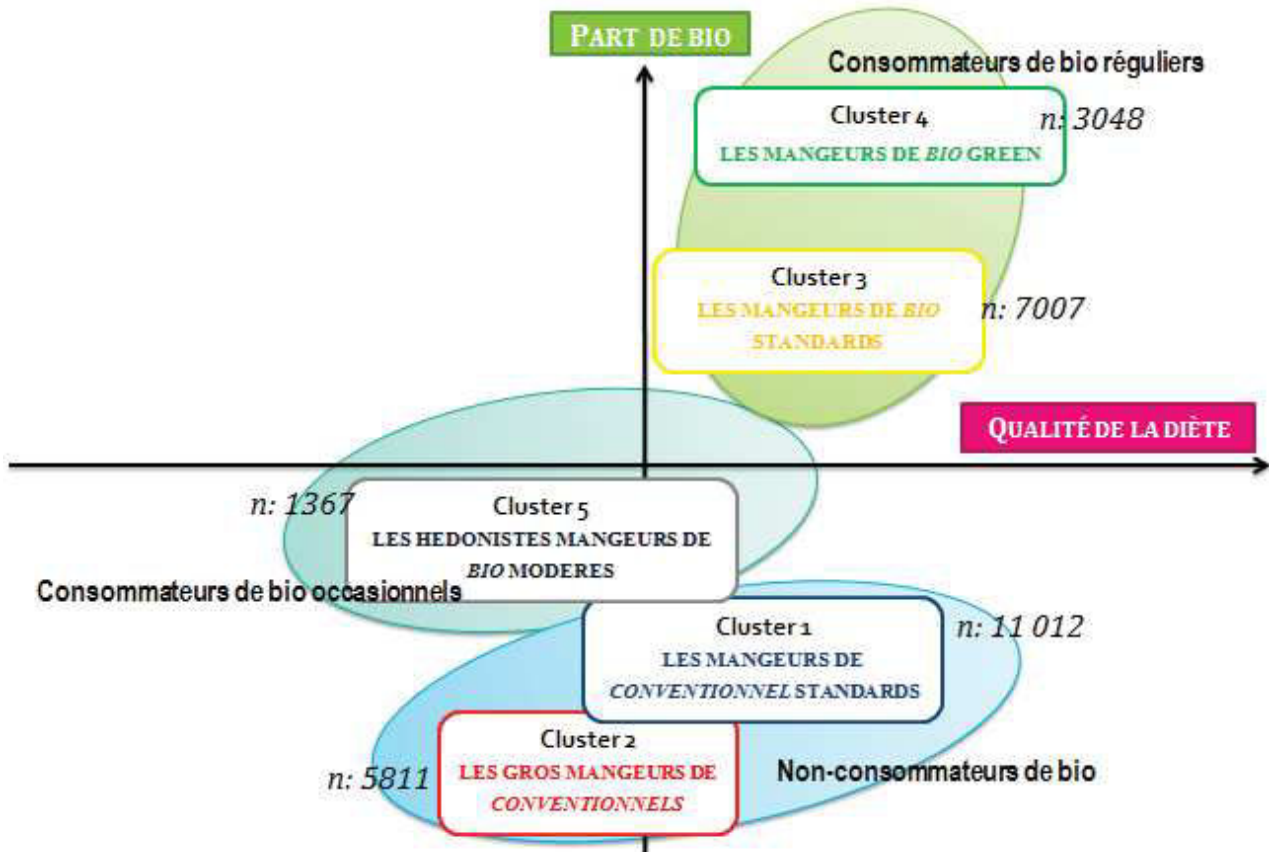 PART DE BIO
Consommateurs de bio réguliers
Cluster 4
n: 3048
LES MANGEURS DE BIO GREEN
Cluster 3
n: 7007
LES MANGEURS DE BIO
STANDARDS
QUALITÉ DE LA DIÈTE
n: 1367
Cluster 5
LES HEDONISTES MANGEURS DE
BIO MODERES
Consommateurs de bio occasionnels
Cluster 1
n: 11 012
LES MANGEURS DE
CONVENTIONNEL STANDARDS
Cluster 2
n: 5811
LES GROS MANGEURS DE
CONVENTIONNELS
Non-consommateurs de bio